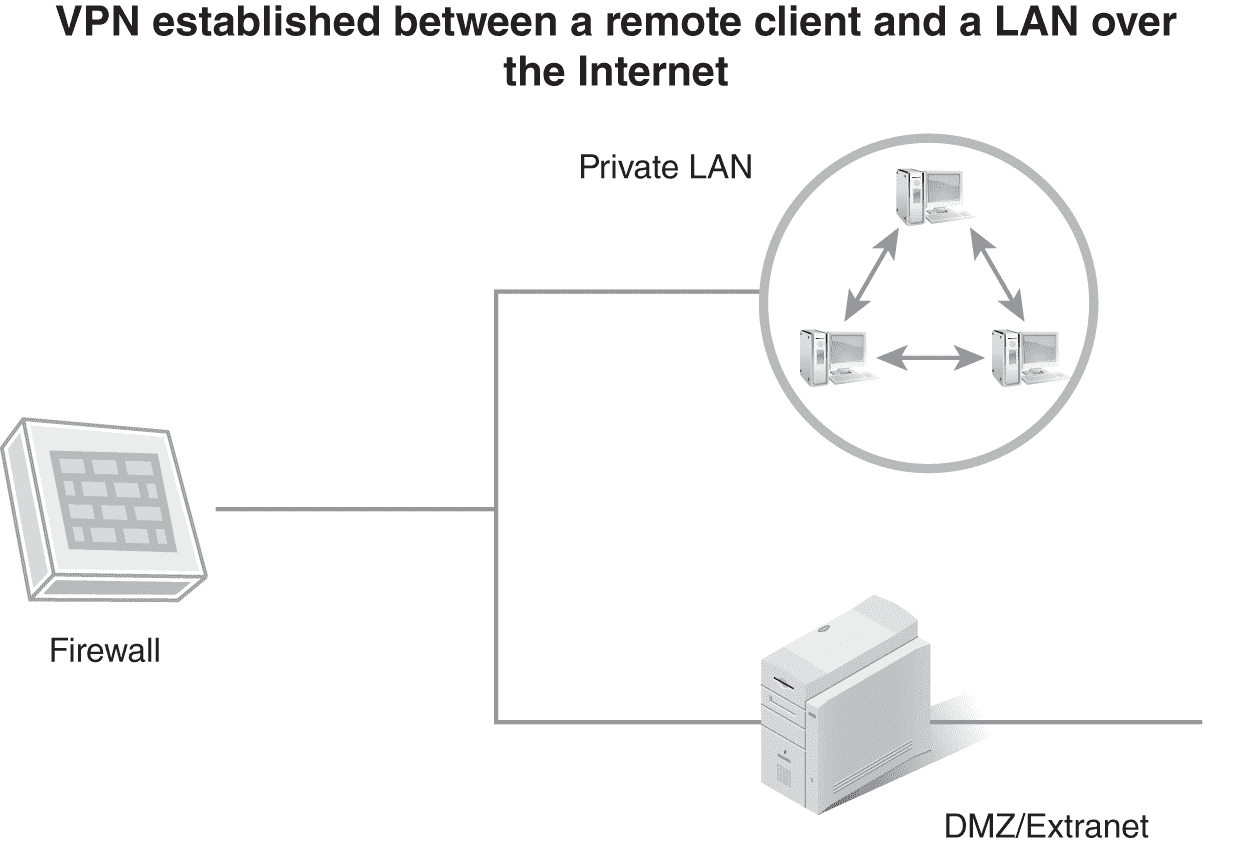 VPN established between a remote client and a LAN over
the Internet
Private LAN
Firewall
DMZ/Extranet